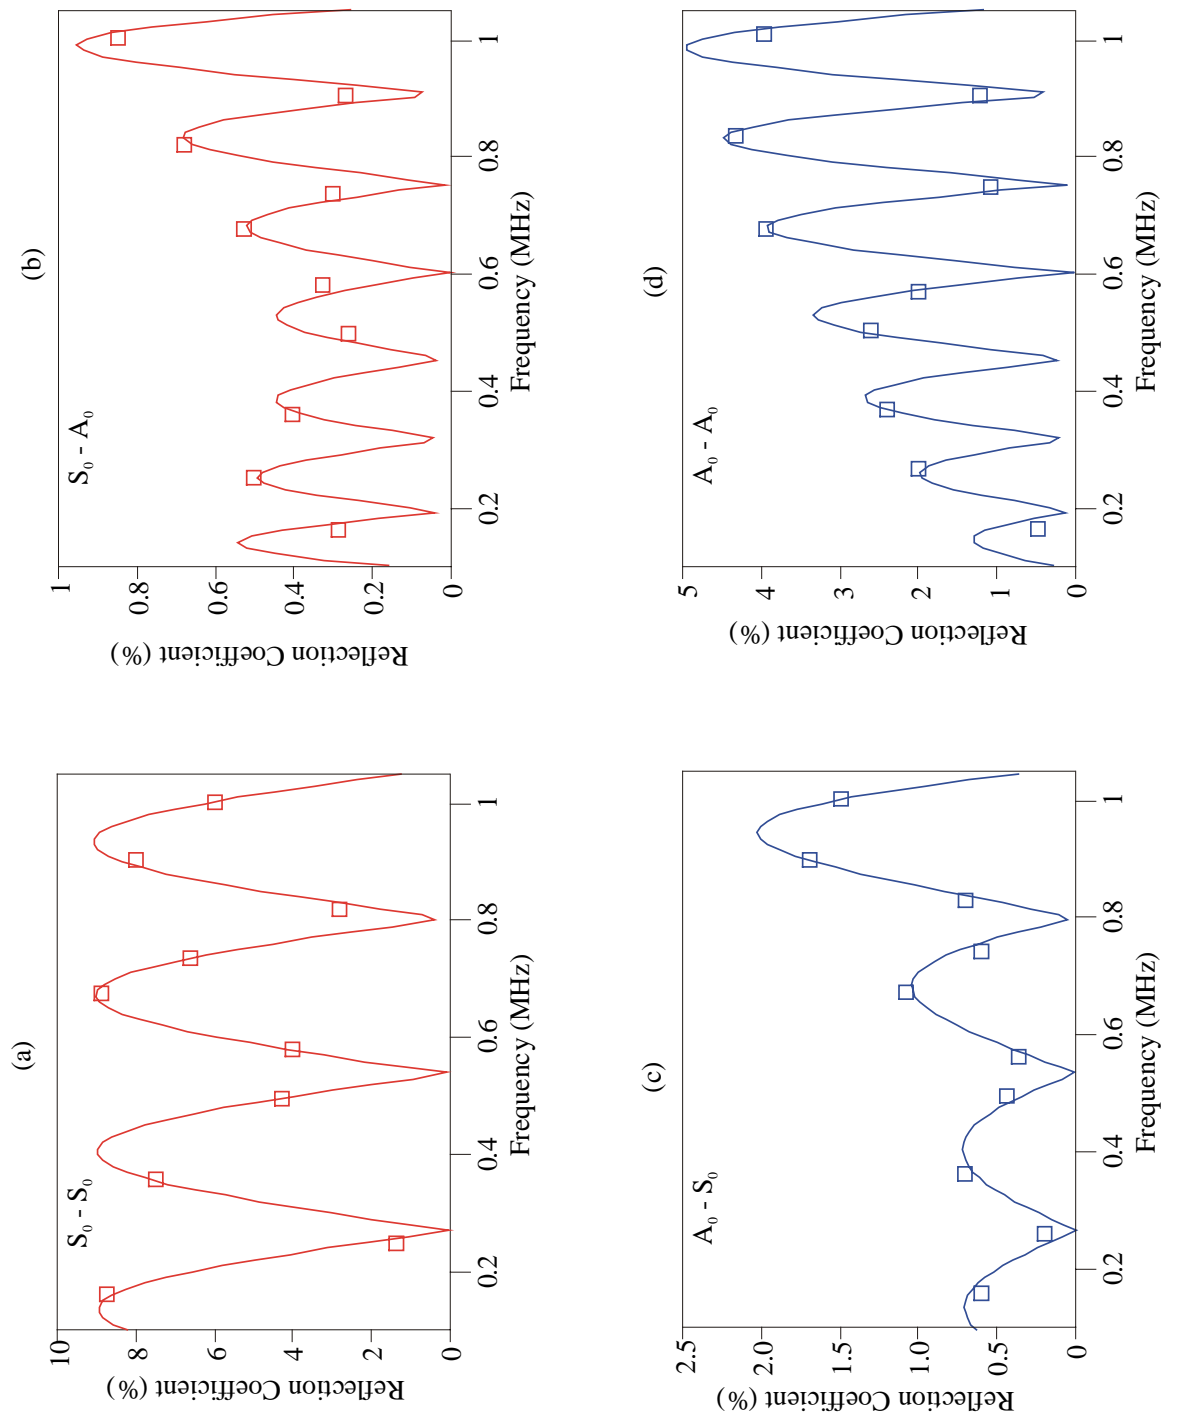 (a)
S₀ - S₀
Reflection Coefficient (%)
10
8
6
4
2
0
0.2
0.4
0.6
0.8
1
Frequency (MHz)
(b)
S₀ - A₀
Reflection Coefficient (%)
1
0.8
0.6
0.4
0.2
0
0.2
0.4
0.6
0.8
1
Frequency (MHz)
(c)
A₀ - S₀
Reflection Coefficient (%)
2.5
2.0
1.5
1.0
0.5
0
0.2
0.4
0.6
0.8
1
Frequency (MHz)
(d)
A₀ - A₀
Reflection Coefficient (%)
5
4
3
2
1
0
0.2
0.4
0.6
0.8
1
Frequency (MHz)